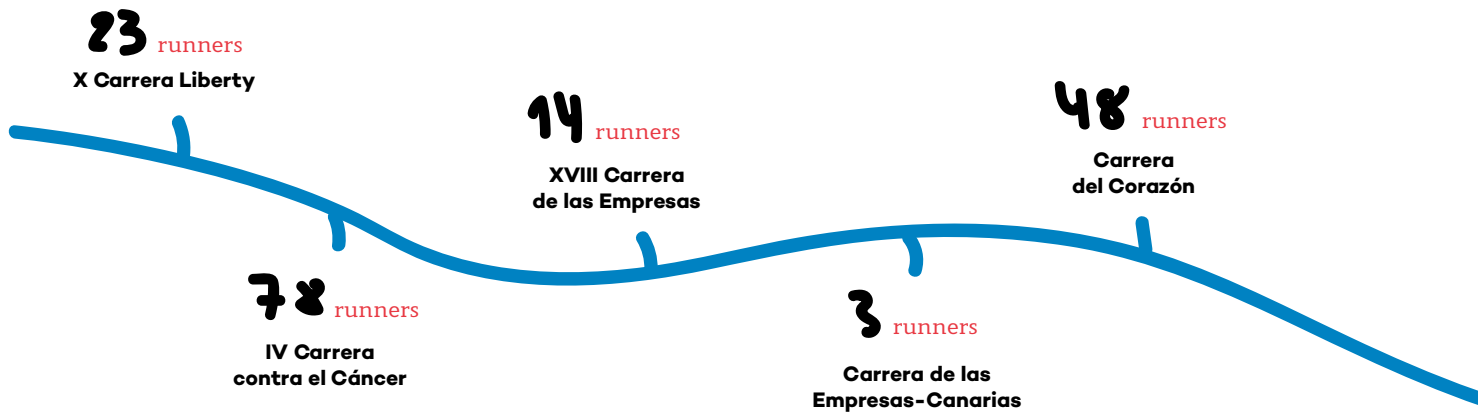 23 runners
X Carrera Liberty
78 runners
IV Carrera
contra el Cáncer
14 runners
XVIII Carrera
de las Empresas
3 runners
Carrera de las
Empresas-Canarias
48 runners
Carrera
del Corazón